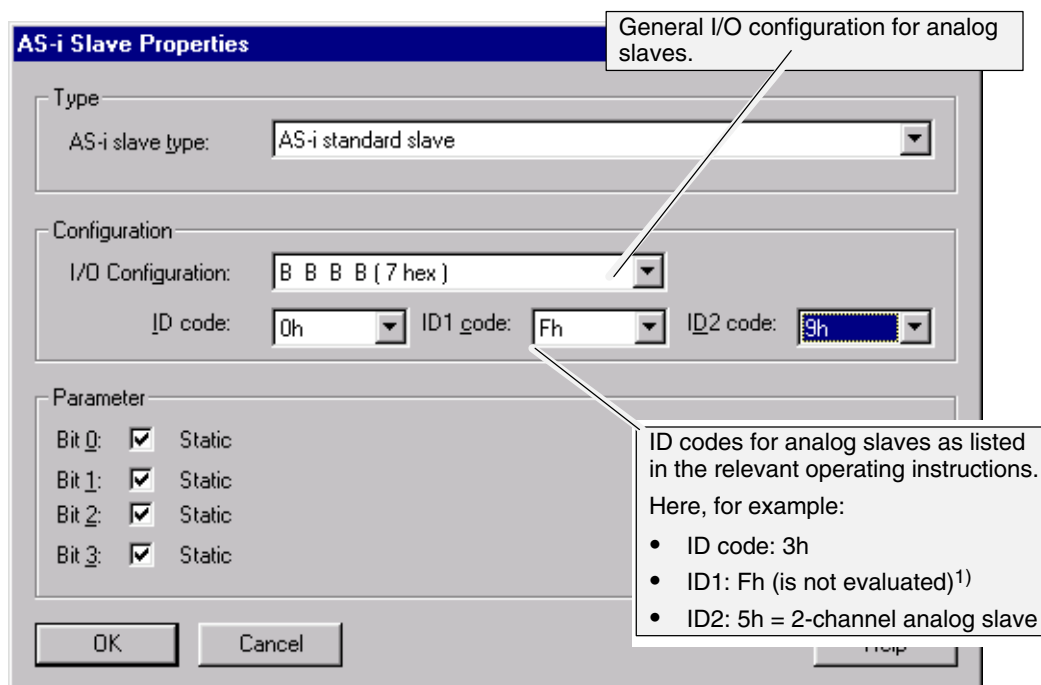 General I/O configuration for analog
slaves.
AS-i Slave Properties
Type
AS-i slave type:
AS-i standard slave
Configuration
I/O Configuration:
B B B B ( 7 hex )
ID code:
0h
ID1 code:
Fh
ID2 code:
9h
Parameter
Bit 0:
Static
Bit 1:
Static
Bit 2:
Static
Bit 3:
Static
ID codes for analog slaves as listed
in the relevant operating instructions.
Here, for example:
• ID code: 3h
• ID1: Fh (is not evaluated)1)
• ID2: 5h = 2-channel analog slave
OK
Cancel